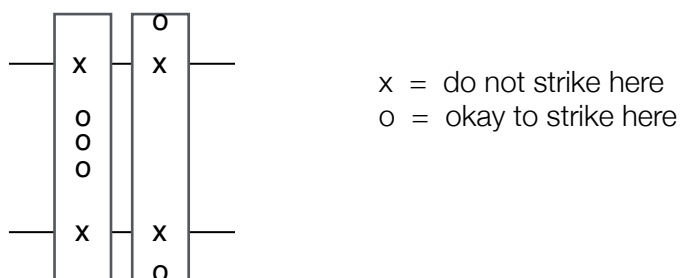 o
x x
x = do not strike here
o
o = okay to strike here
o
o
x x
o